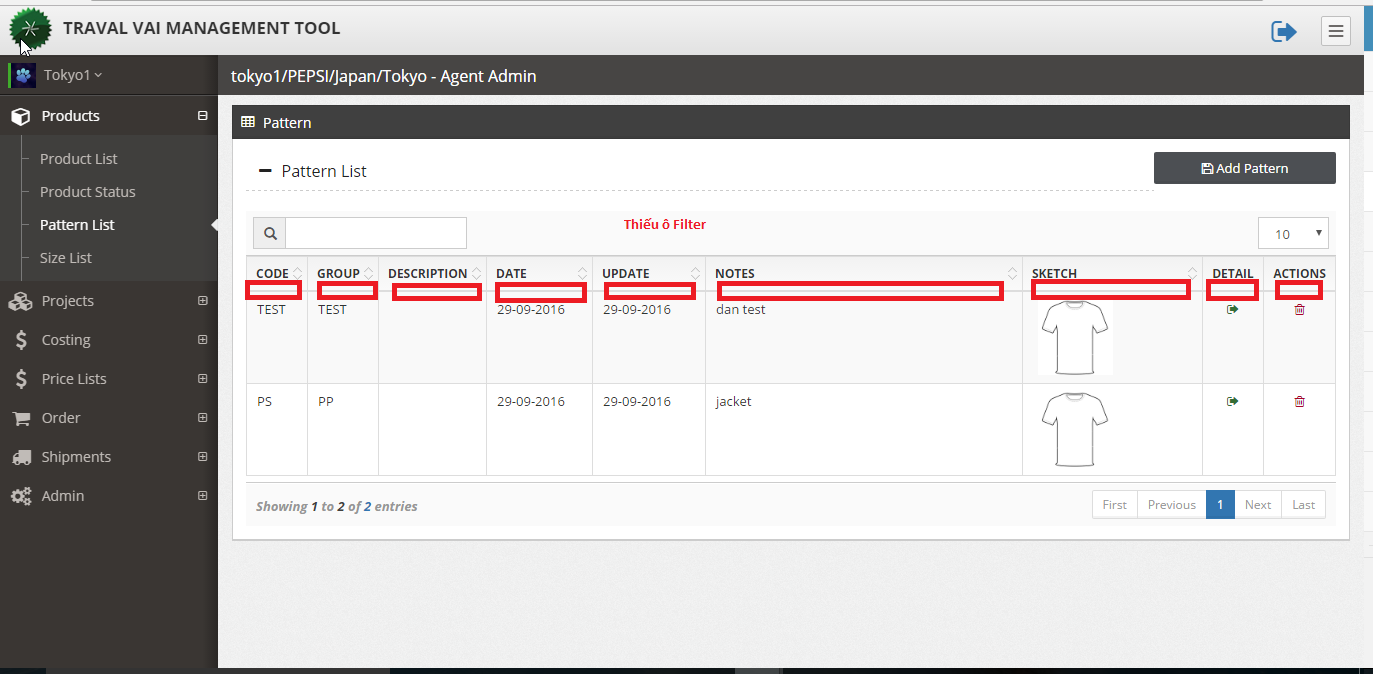 TRAVAL VAI MANAGEMENT TOOL
Tokyo1
tokyo1/PEPSI/Japan/Tokyo - Agent Admin
Products
Product List
Product Status
Pattern List
Size List
Projects
Costing
Price Lists
Order
Shipments
Admin
Pattern
Pattern List
Add Pattern
Thiếu ô Filter
10
CODE GROUP DESCRIPTION DATE UPDATE NOTES SKETCH DETAIL ACTIONS
TEST TEST 29-09-2016 29-09-2016 dan test
PS PP 29-09-2016 29-09-2016 jacket
Showing 1 to 2 of 2 entries
First Previous 1 Next Last